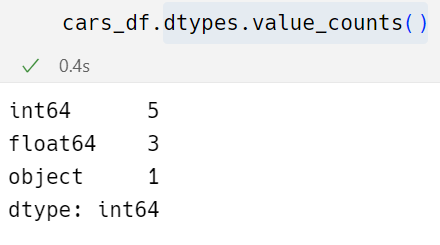 cars_df.dtypes.value_counts()
0.4s
int64      5
float64    3
object     1
dtype: int64